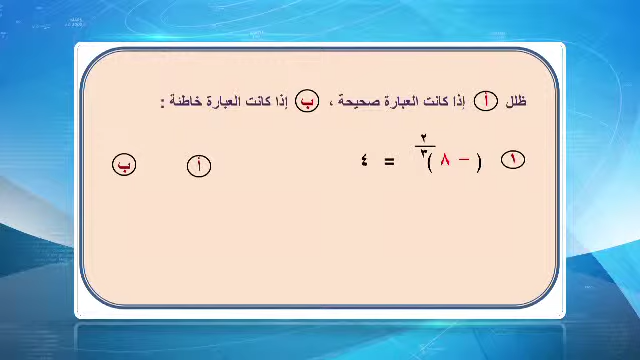 ظلل أ إذا كانت العبارة صحيحة ، ب إذا كانت العبارة خاطئة :
١ ( − ٨ )^(٢/٣) = ٤ أ ب